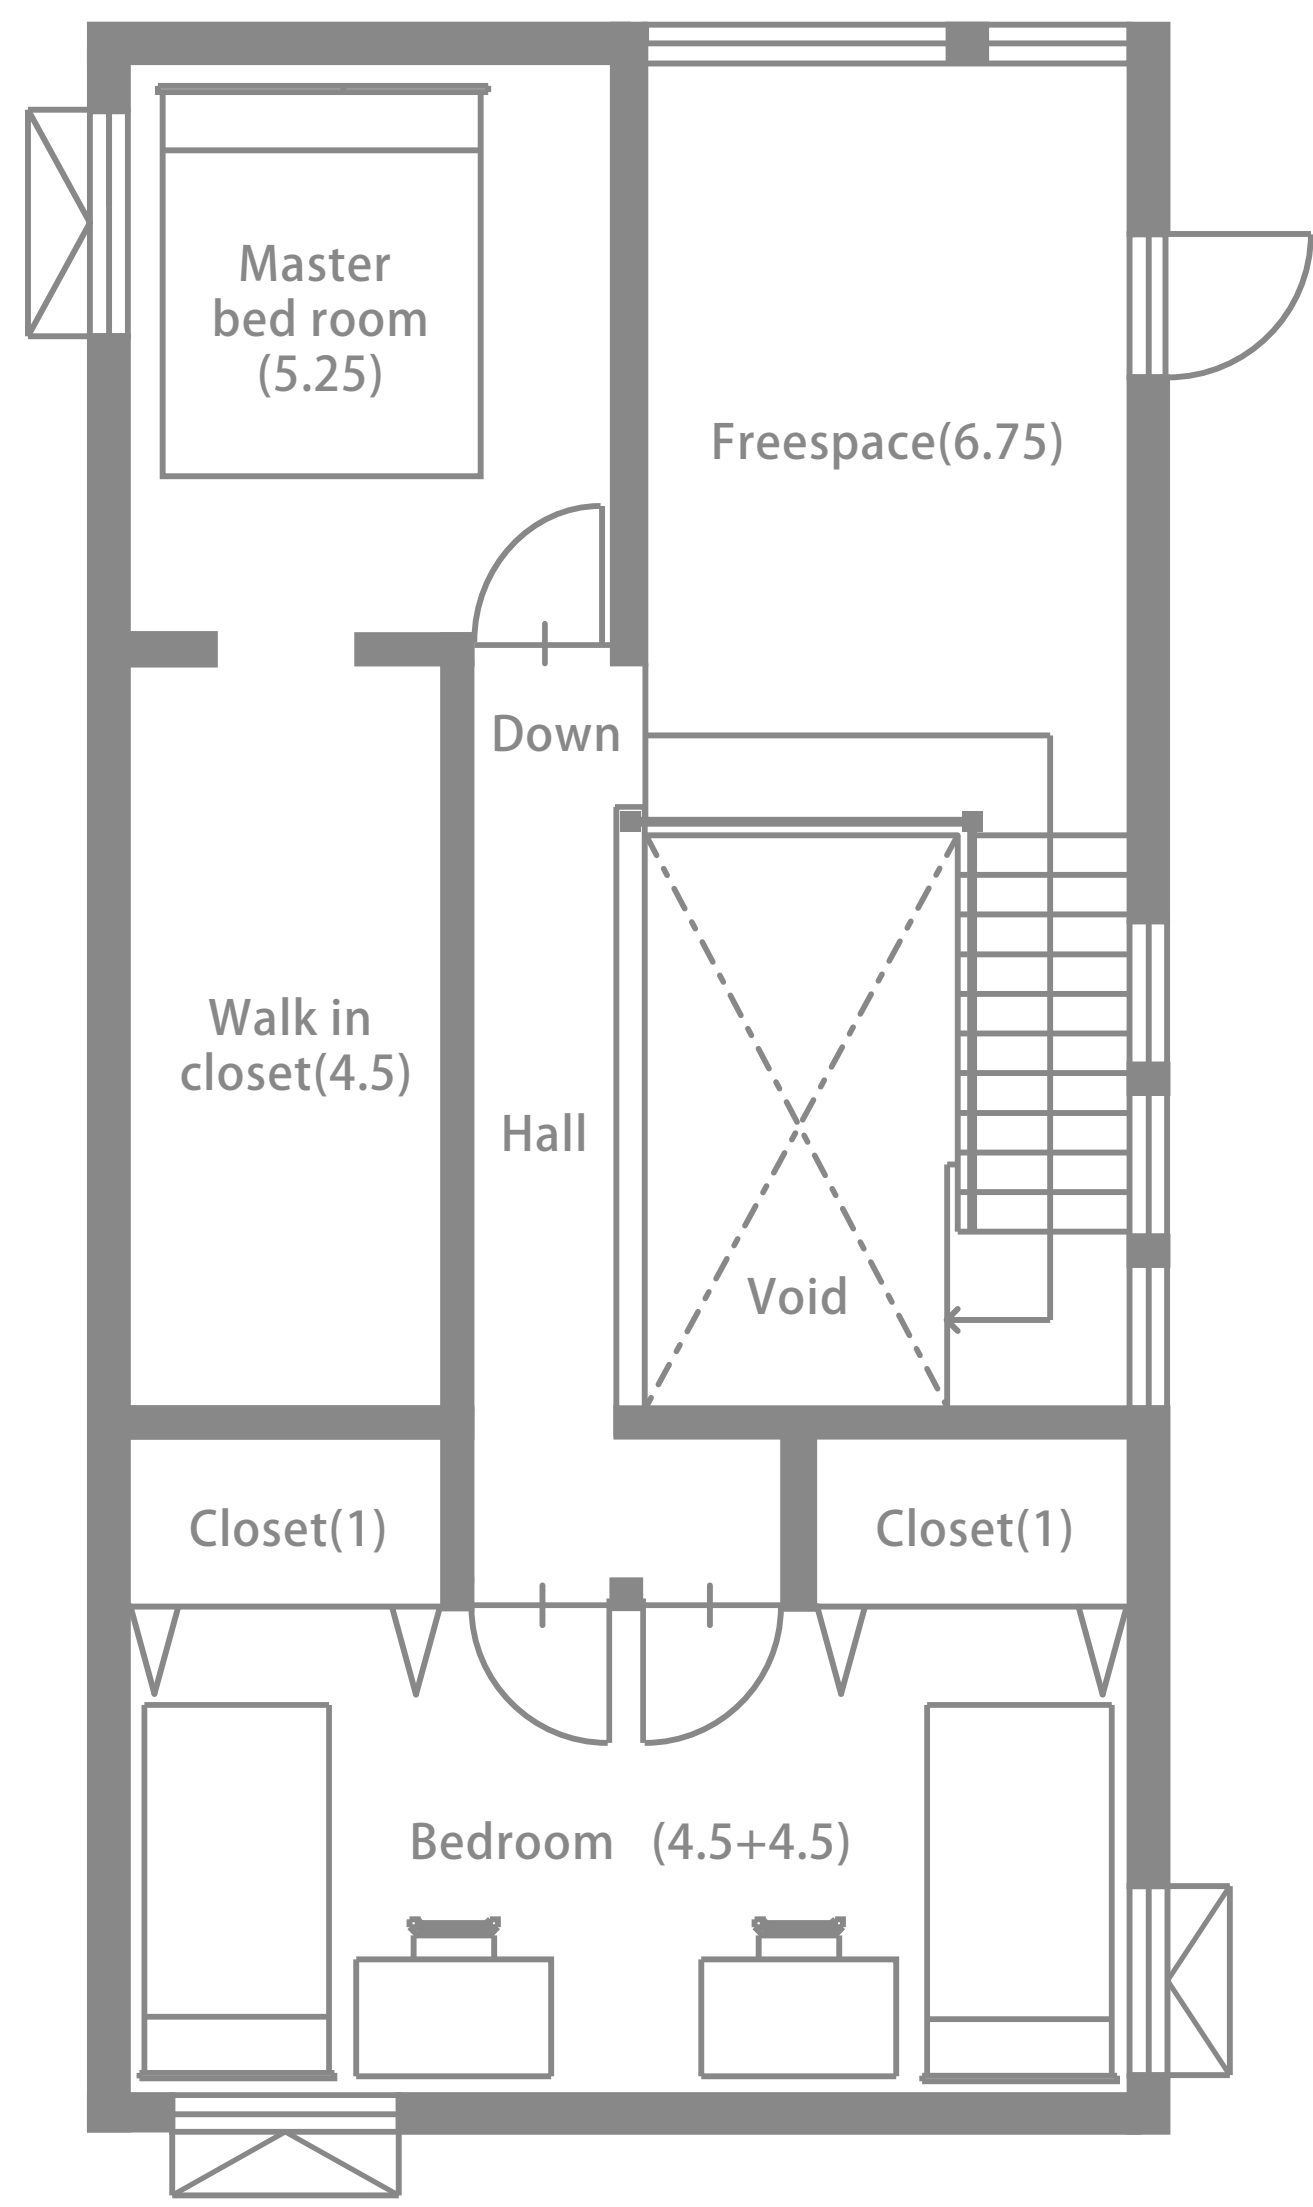 Master
bed room
(5.25)
Freespace(6.75)
Down
Walk in
closet(4.5)
Hall
Void
Closet(1)
Closet(1)
Bedroom (4.5+4.5)